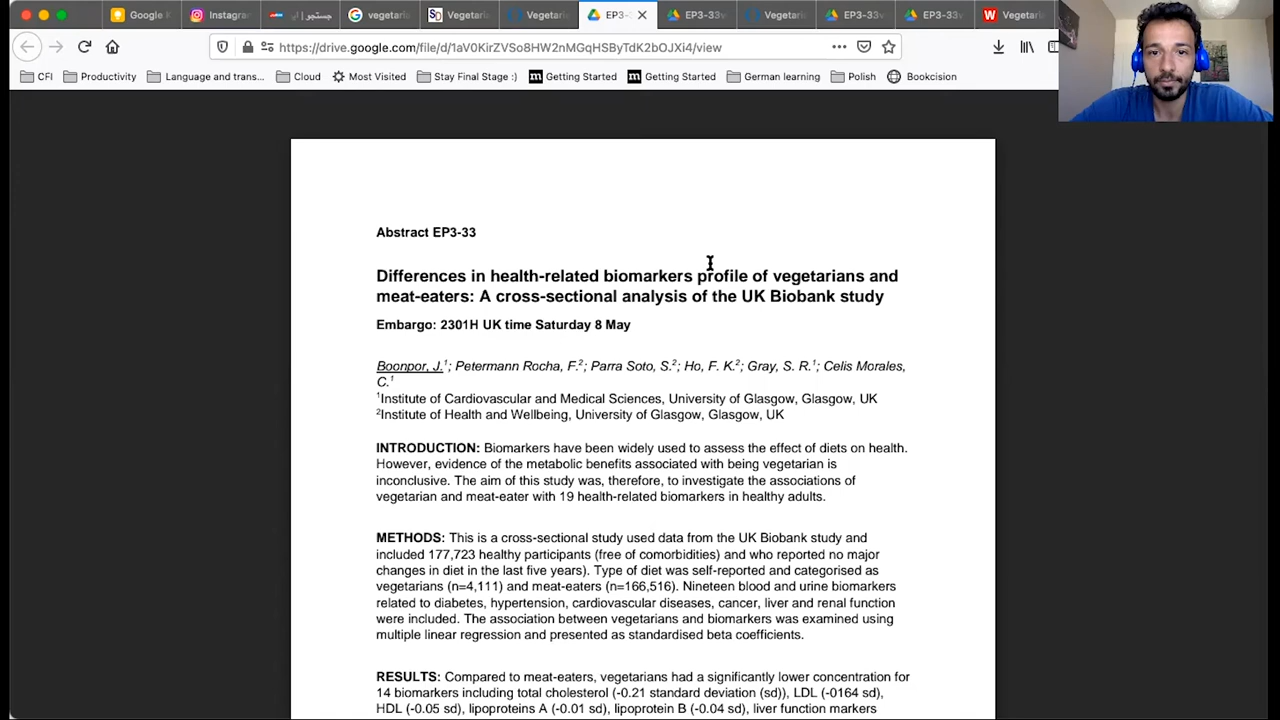 Google K
Instagram
جستجو | ایر
vegetaria
Vegetari
Vegetari
EP3-3
EP3-33v
Vegetari
EP3-33v
EP3-33v
Vegetari
https://drive.google.com/file/d/1aV0KirZVSo8HW2nMGqHSByTdK2bOJXi4/view
CFI
Productivity
Language and trans...
Cloud
Most Visited
Stay Final Stage :)
Getting Started
Getting Started
German learning
Polish
Bookcision
Abstract EP3-33
Differences in health-related biomarkers profile of vegetarians and
meat-eaters: A cross-sectional analysis of the UK Biobank study
Embargo: 2301H UK time Saturday 8 May
Boonpor, J.¹; Petermann Rocha, F.²; Parra Soto, S.²; Ho, F. K.²; Gray, S. R.¹; Celis Morales,
C.¹
¹Institute of Cardiovascular and Medical Sciences, University of Glasgow, Glasgow, UK
²Institute of Health and Wellbeing, University of Glasgow, Glasgow, UK
INTRODUCTION: Biomarkers have been widely used to assess the effect of diets on health.
However, evidence of the metabolic benefits associated with being vegetarian is
inconclusive. The aim of this study was, therefore, to investigate the associations of
vegetarian and meat-eater with 19 health-related biomarkers in healthy adults.
METHODS: This is a cross-sectional study used data from the UK Biobank study and
included 177,723 healthy participants (free of comorbidities) and who reported no major
changes in diet in the last five years). Type of diet was self-reported and categorised as
vegetarians (n=4,111) and meat-eaters (n=166,516). Nineteen blood and urine biomarkers
related to diabetes, hypertension, cardiovascular diseases, cancer, liver and renal function
were included. The association between vegetarians and biomarkers was examined using
multiple linear regression and presented as standardised beta coefficients.
RESULTS: Compared to meat-eaters, vegetarians had a significantly lower concentration for
14 biomarkers including total cholesterol (-0.21 standard deviation (sd)), LDL (-0164 sd),
HDL (-0.05 sd), lipoproteins A (-0.01 sd), lipoprotein B (-0.04 sd), liver function markers